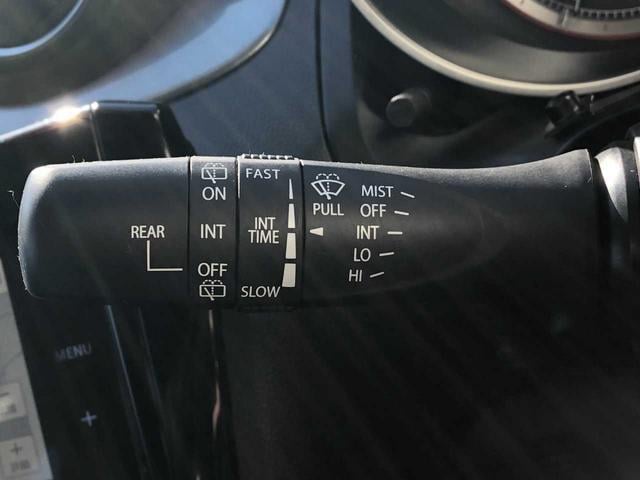 REAR
ON
INT
OFF
FAST
INT
TIME
SLOW
PULL
MIST
OFF
INT
LO
HI
MENU
+
+